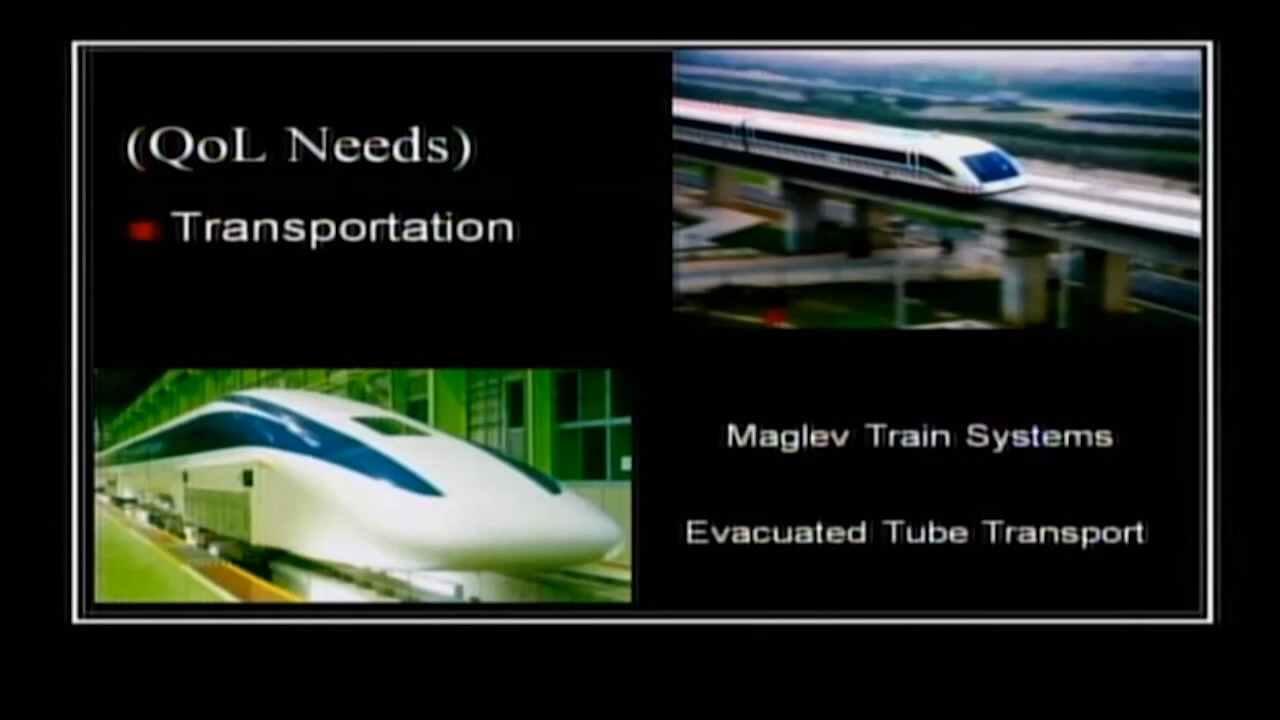 (QoL Needs)
Transportation
Maglev Train Systems
Evacuated Tube Transport